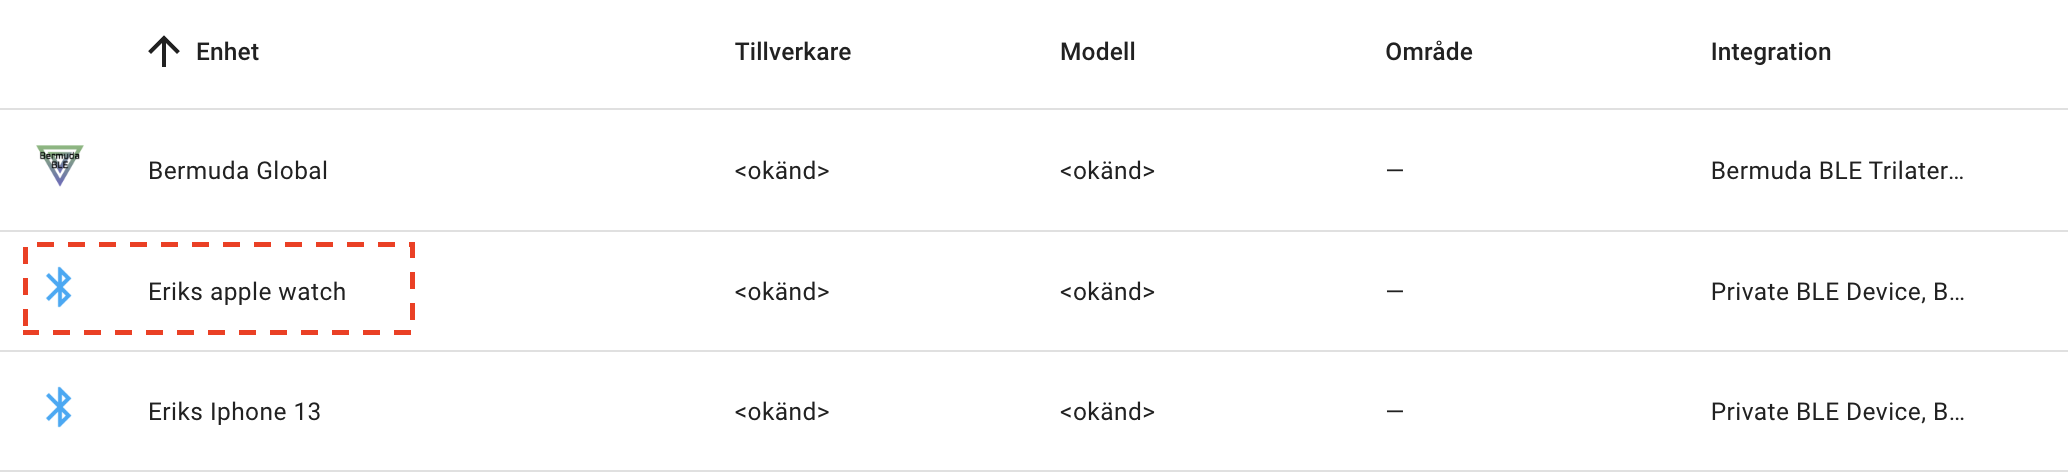 Enhet Tillverkare Modell Område Integration
Bermuda
BLE
Bermuda Global <okänd> <okänd> — Bermuda BLE Trilater...
Eriks apple watch <okänd> <okänd> — Private BLE Device, B...
Eriks Iphone 13 <okänd> <okänd> — Private BLE Device, B...